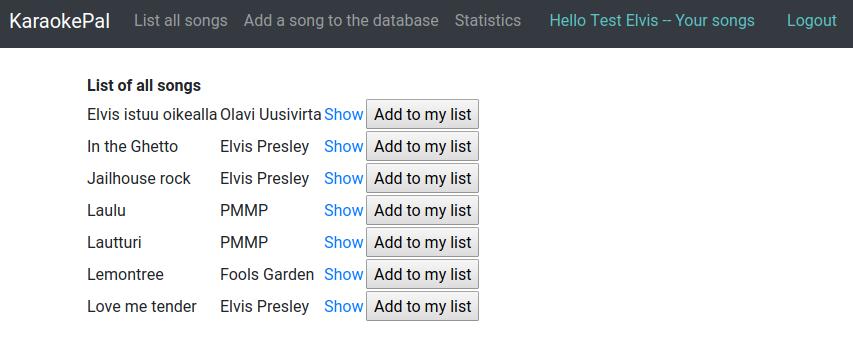 KaraokePal List all songs Add a song to the database Statistics Hello Test Elvis -- Your songs Logout
List of all songs
Elvis istuu oikealla Olavi Uusivirta Show Add to my list
In the Ghetto Elvis Presley Show Add to my list
Jailhouse rock Elvis Presley Show Add to my list
Laulu PMMP Show Add to my list
Lautturi PMMP Show Add to my list
Lemontree Fools Garden Show Add to my list
Love me tender Elvis Presley Show Add to my list